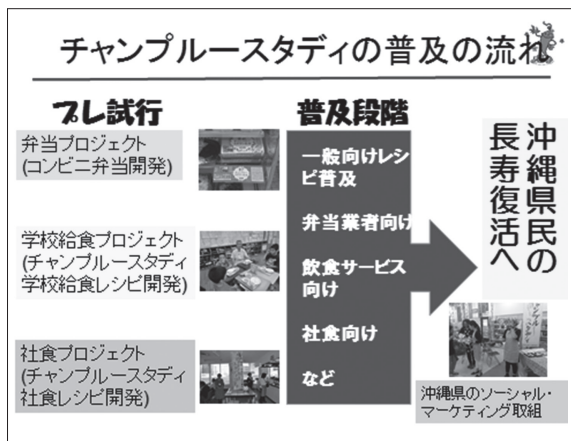 チャンプルースタディの普及の流れ
プレ試行
弁当プロジェクト
(コンビニ弁当開発)
学校給食プロジェクト
(チャンプルースタディ
学校給食レシピ開発)
社食プロジェクト
(チャンプルースタディ
社食レシピ開発)
普及段階
一般向けレシ
ピ普及
弁当業者向け
飲食サービス
向け
社食向け
など
沖縄県民の
長寿復活へ
沖縄県のソーシャル・
マーケティング取組